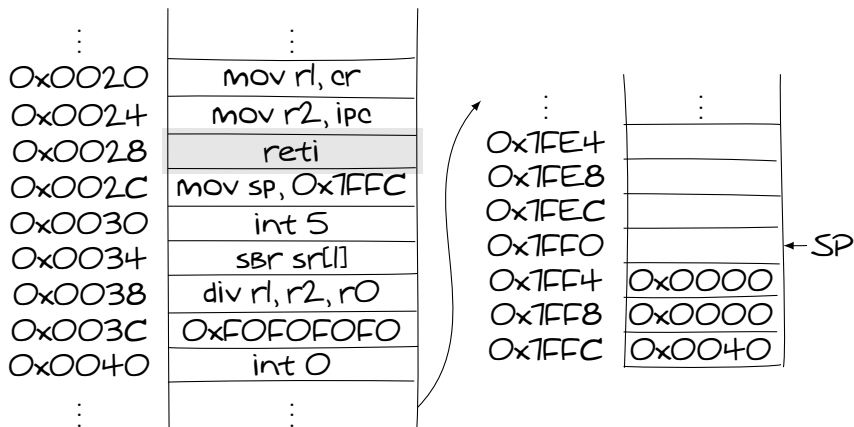 ⋮ ⋮
0x0020 mov r1, cr
0x0024 mov r2, ipc
0x0028 reti
0x002C mov sp, 0x7FFC
0x0030 int 5
0x0034 sbr sr[1]
0x0038 div r1, r2, r0
0x003C 0xF0F0F0F0
0x0040 int 0
⋮ ⋮
⋮ ⋮
0x7FE4
0x7FE8
0x7FEC
0x7FF0 SP
0x7FF4 0x0000
0x7FF8 0x0000
0x7FFC 0x0040